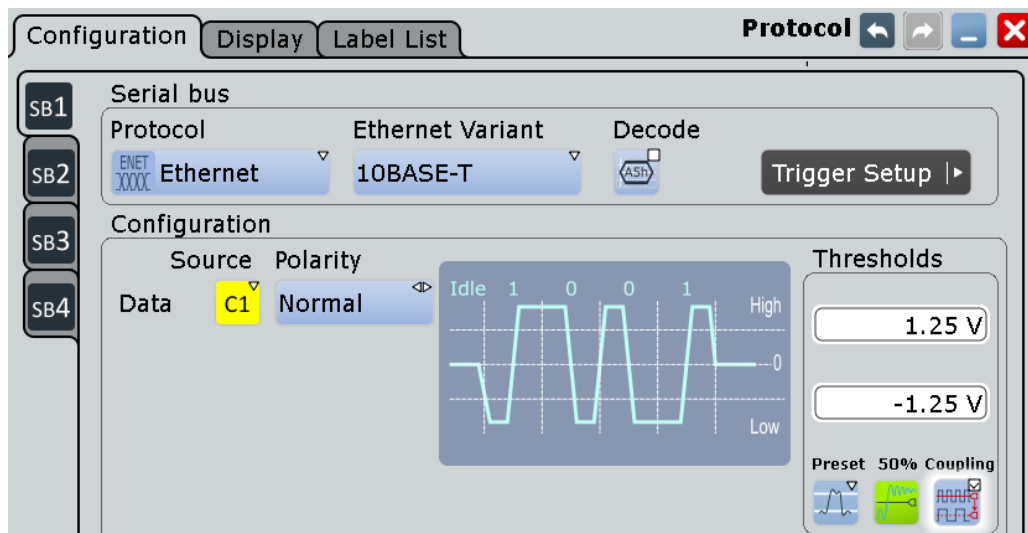 Configuration Display Label List Protocol
SB1
SB2
SB3
SB4
Serial bus
Protocol Ethernet Variant Decode
ENET Ethernet 10BASE-T A5h Trigger Setup
Configuration
Source Polarity
Data C1 Normal
Idle 1 0 0 1
High
0
Low
Thresholds
1.25 V
-1.25 V
Preset 50% Coupling